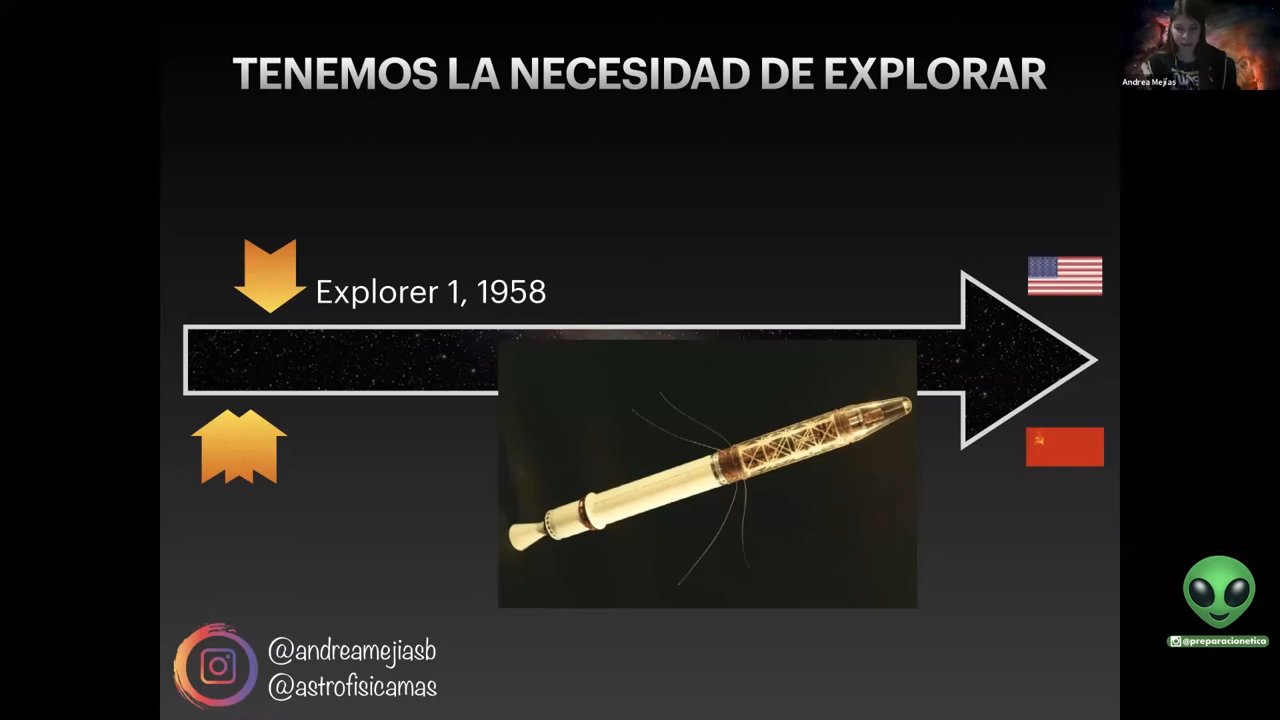 TENEMOS LA NECESIDAD DE EXPLORAR
Andrea Mejías
Explorer 1, 1958
@andreamejiasb
@astrofisicamas
@preparacionetica